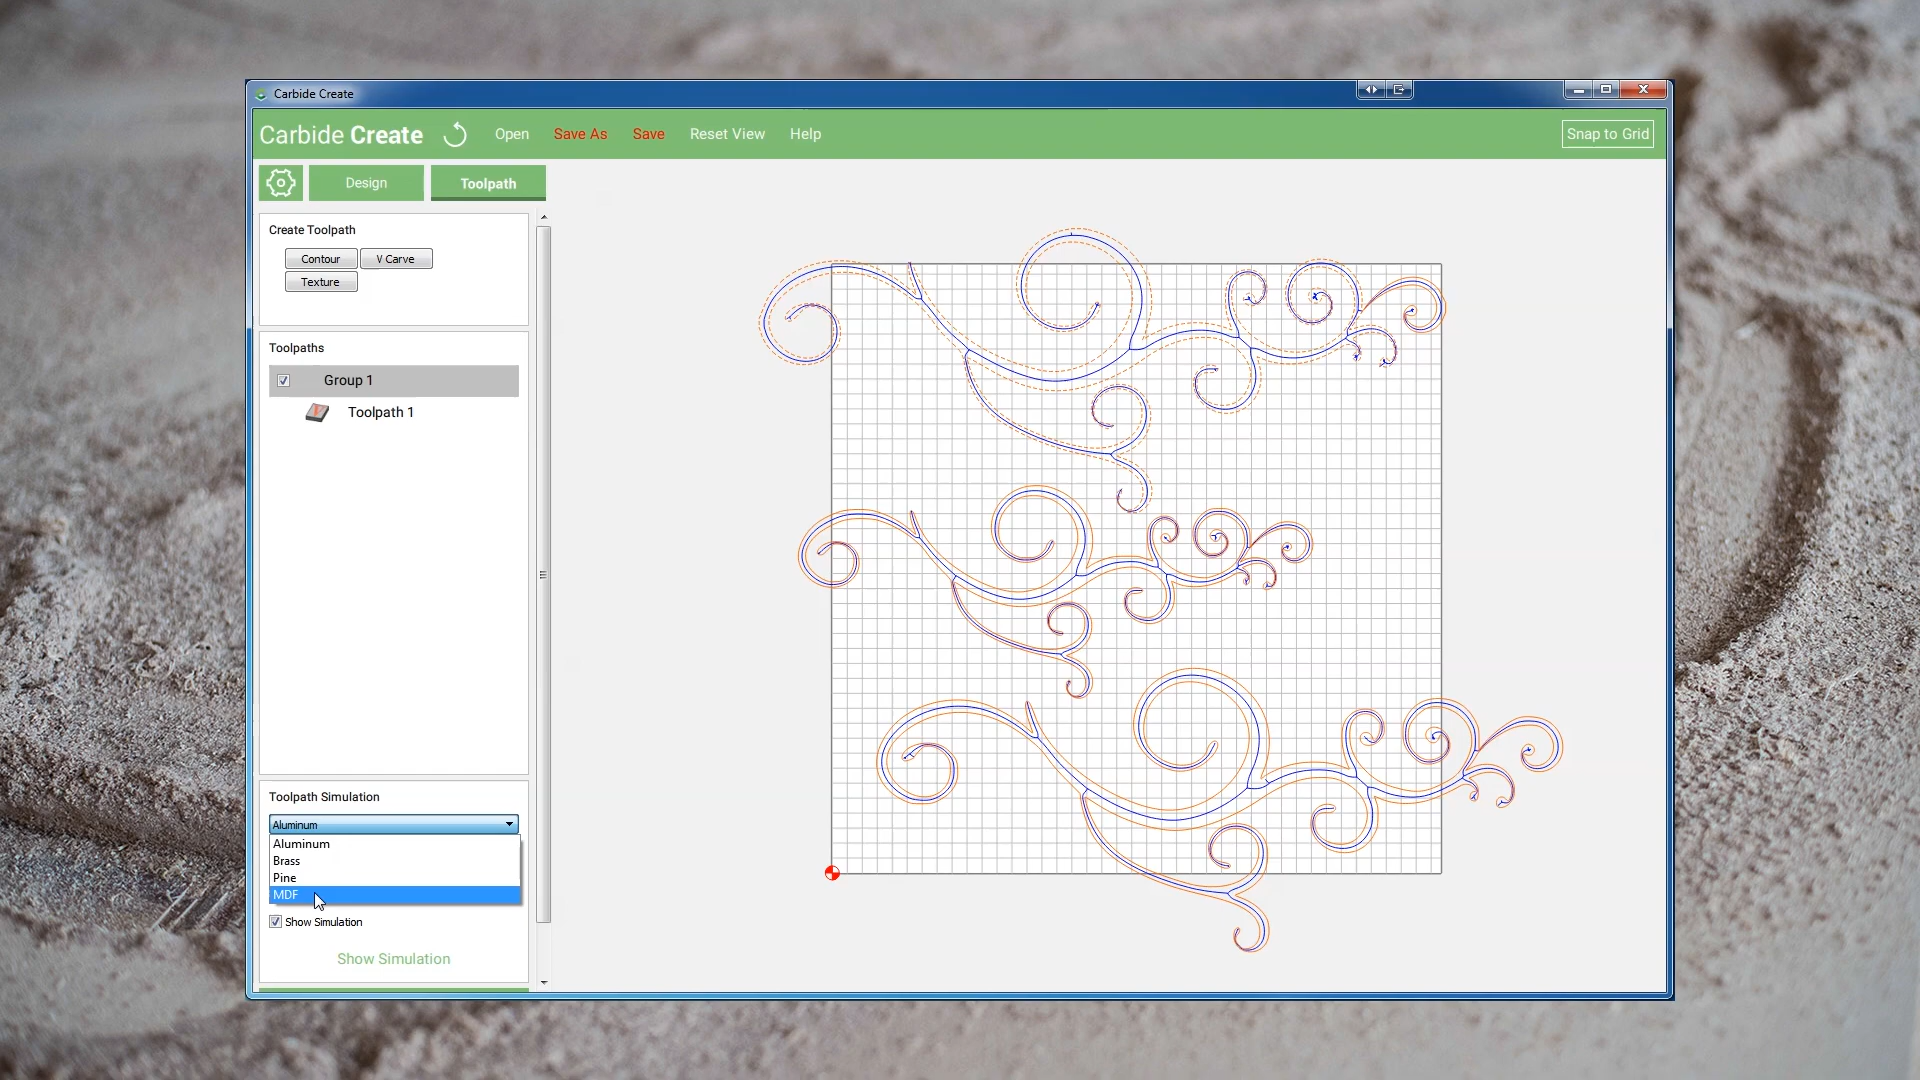 Carbide Create
Carbide Create
Open
Save As
Save
Reset View
Help
Snap to Grid
Design
Toolpath
Create Toolpath
Contour
V Carve
Texture
Toolpaths
Group 1
Toolpath 1
Toolpath Simulation
Aluminum
Aluminum
Brass
Pine
MDF
Show Simulation
Show Simulation